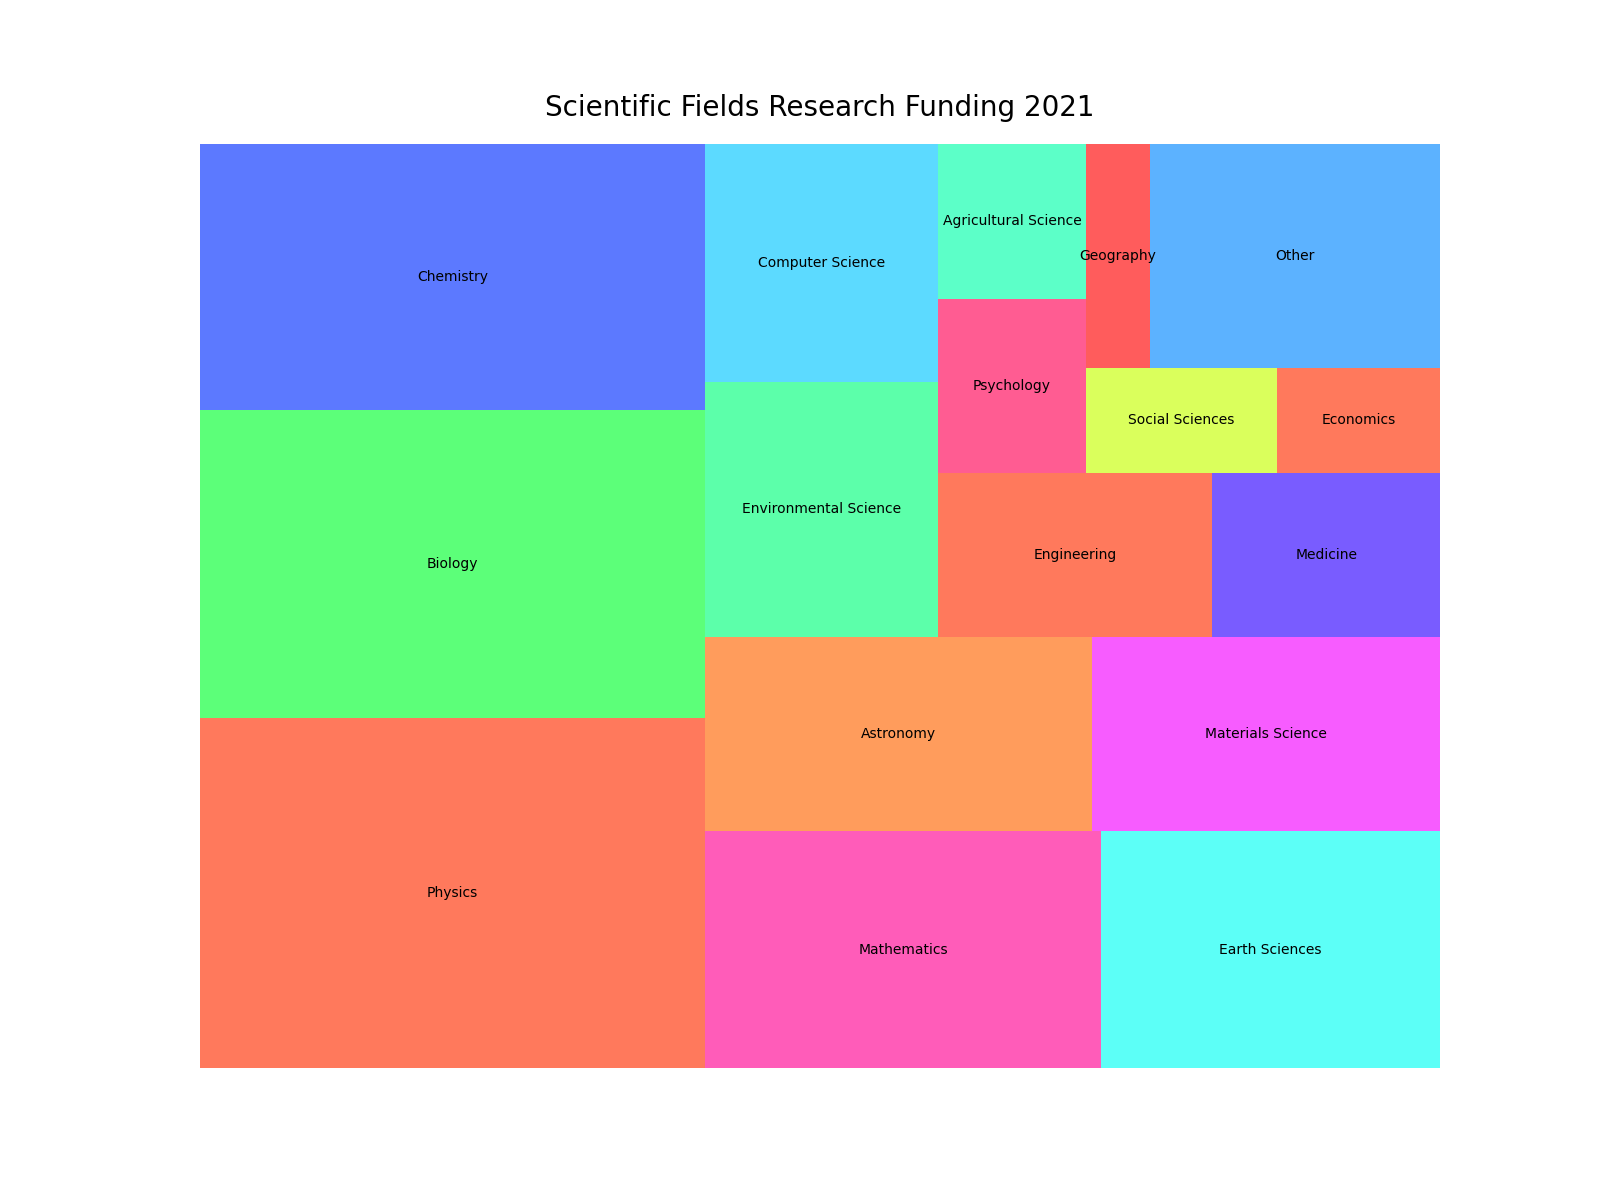 Scientific Fields Research Funding 2021
Chemistry
Computer Science
Agricultural Science
Geography
Other
Psychology
Social Sciences
Economics
Biology
Environmental Science
Engineering
Medicine
Astronomy
Materials Science
Physics
Mathematics
Earth Sciences